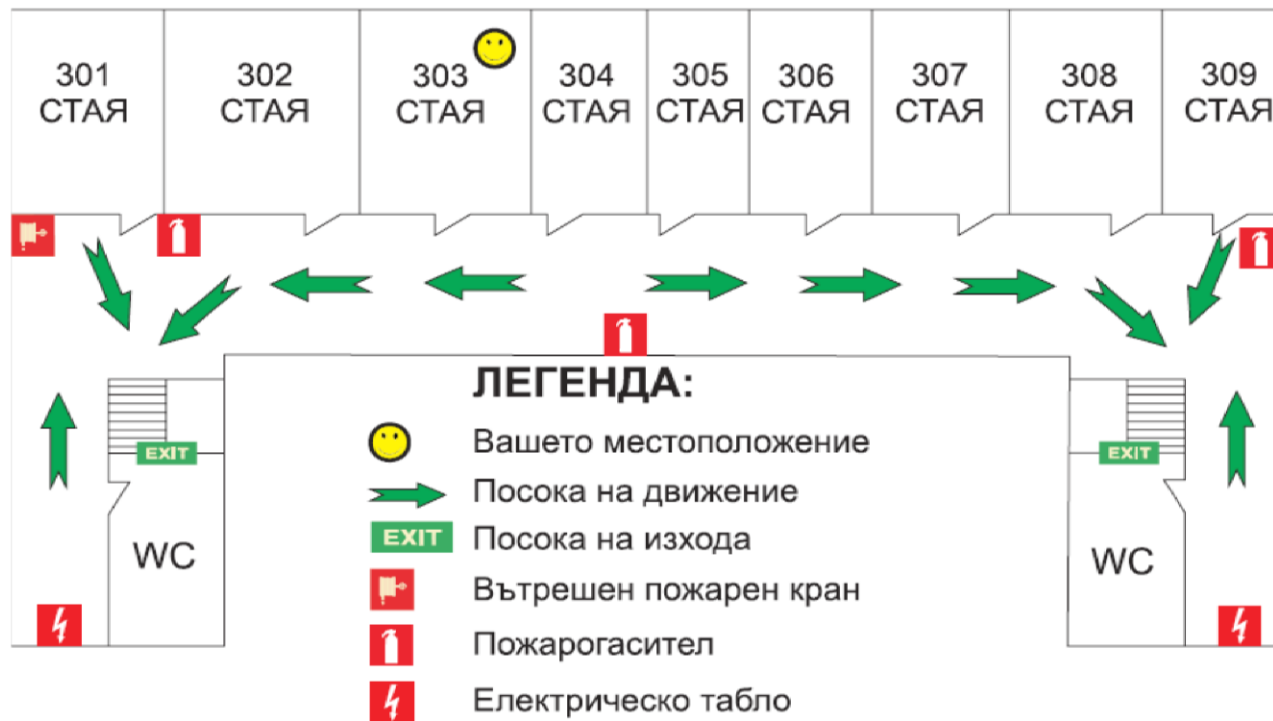 301
СТАЯ
302
СТАЯ
303
СТАЯ
304
СТАЯ
305
СТАЯ
306
СТАЯ
307
СТАЯ
308
СТАЯ
309
СТАЯ
EXIT
WC
ЛЕГЕНДА:
Вашето местоположение
Посока на движение
EXIT Посока на изхода
Вътрешен пожарен кран
Пожарогасител
Електрическо табло
EXIT
WC